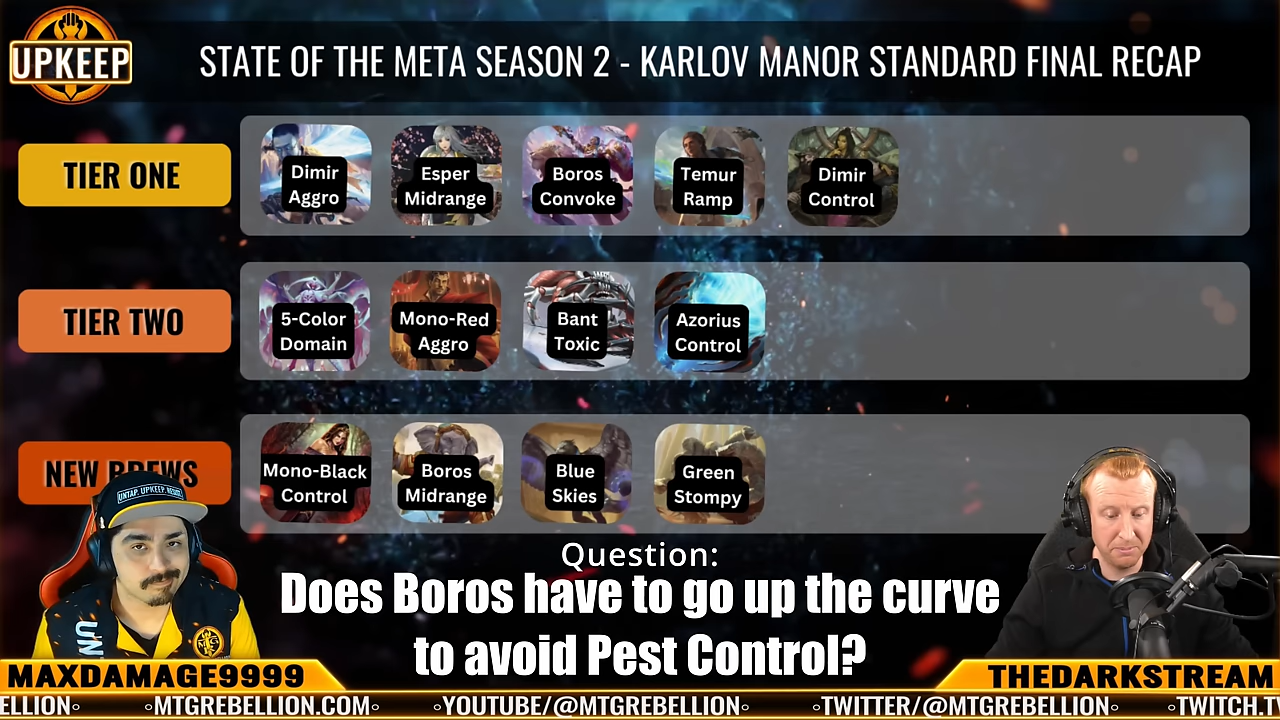 UPKEEP
STATE OF THE META SEASON 2 - KARLOV MANOR STANDARD FINAL RECAP
TIER ONE
Dimir
Aggro
Esper
Midrange
Boros
Convoke
Temur
Ramp
Dimir
Control
TIER TWO
5-Color
Domain
Mono-Red
Aggro
Bant
Toxic
Azorius
Control
NEW BREWS
Mono-Black
Control
Boros
Midrange
Blue
Skies
Green
Stompy
UNTAP. UPKEEP.
UN
Question:
Does Boros have to go up the curve
to avoid Pest Control?
MAXDAMAGE9999
THEDARKSTREAM
ELLION◦ ◦MTGREBELLION.COM◦ ◦YOUTUBE/@MTGREBELLION◦ ◦TWITTER/@MTGREBELLION◦ ◦TWITCH.T